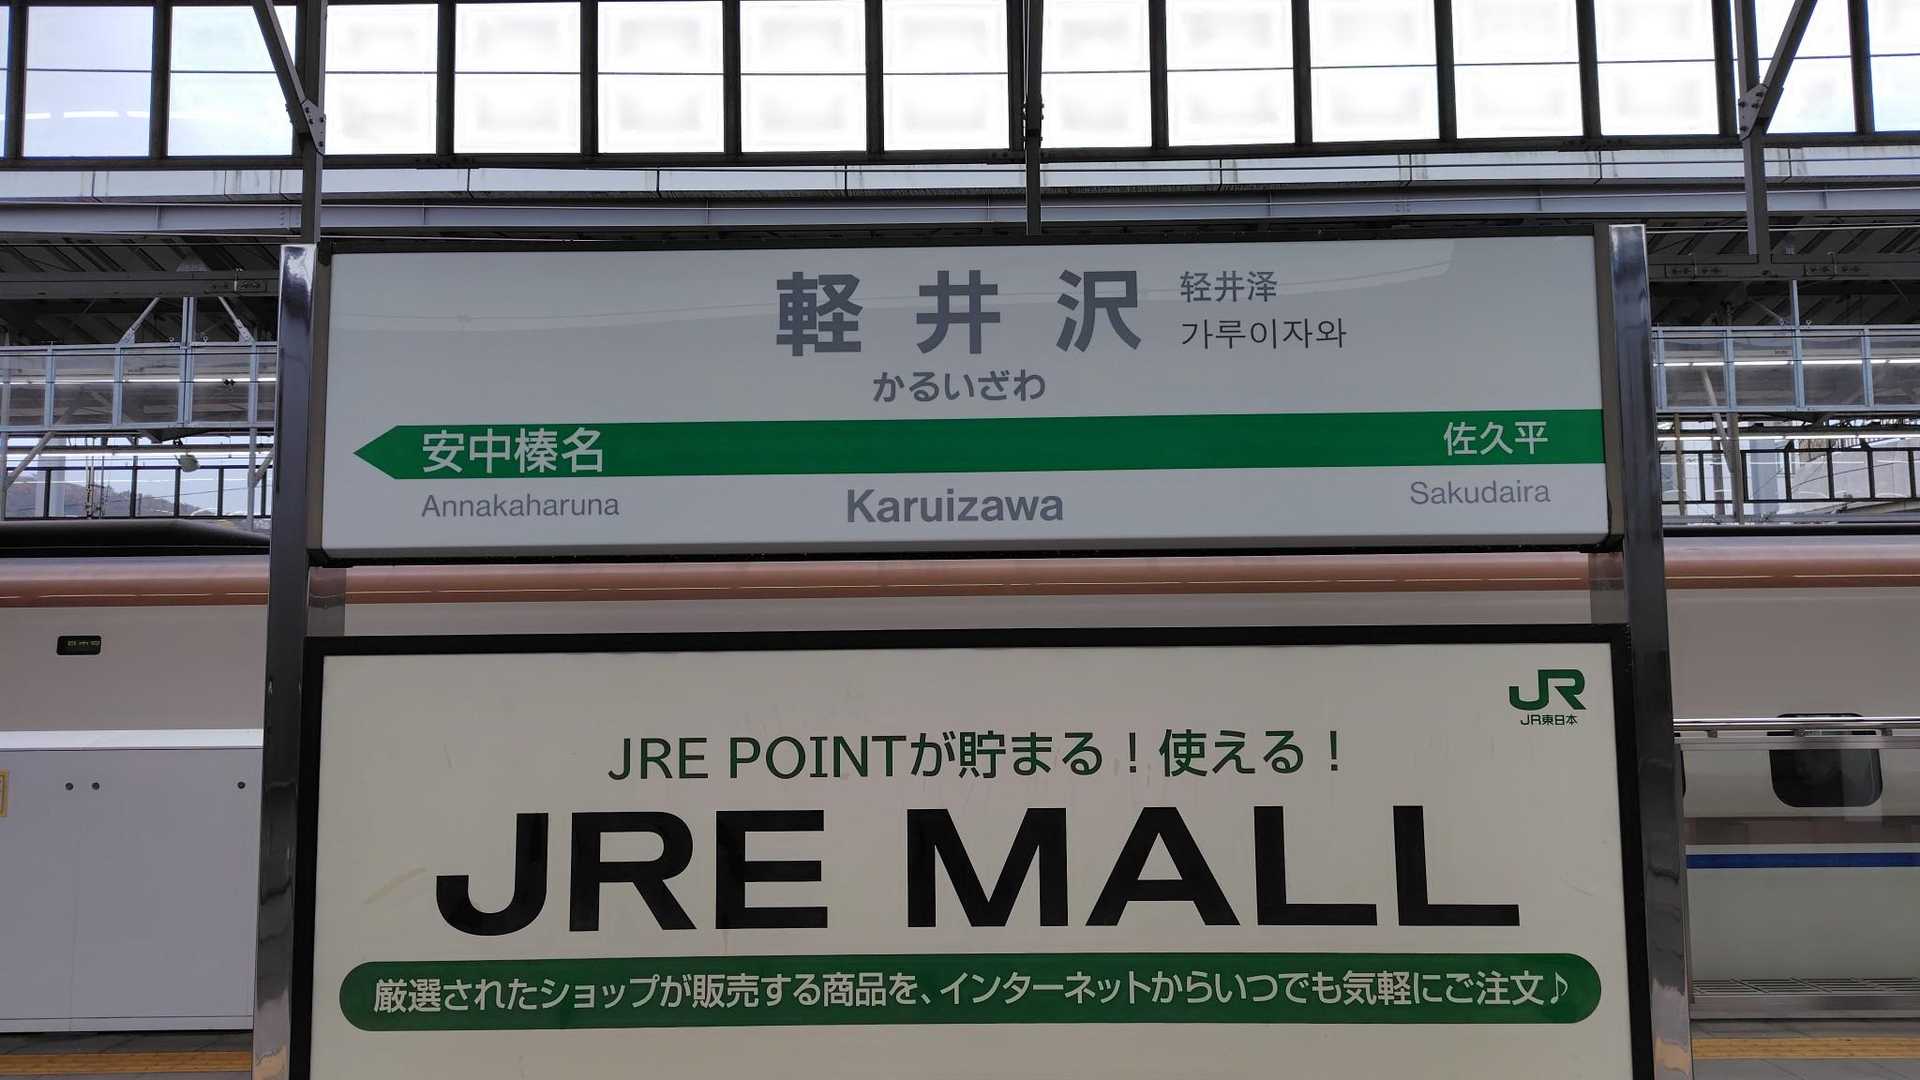 軽井沢
轻井泽
가루이자와
かるいざわ
安中榛名
佐久平
Annakaharuna
Karuizawa
Sakudaira
JR
JR東日本
JRE POINTが貯まる！使える！
JRE MALL
厳選されたショップが販売する商品を、インターネットからいつでも気軽にご注文♪